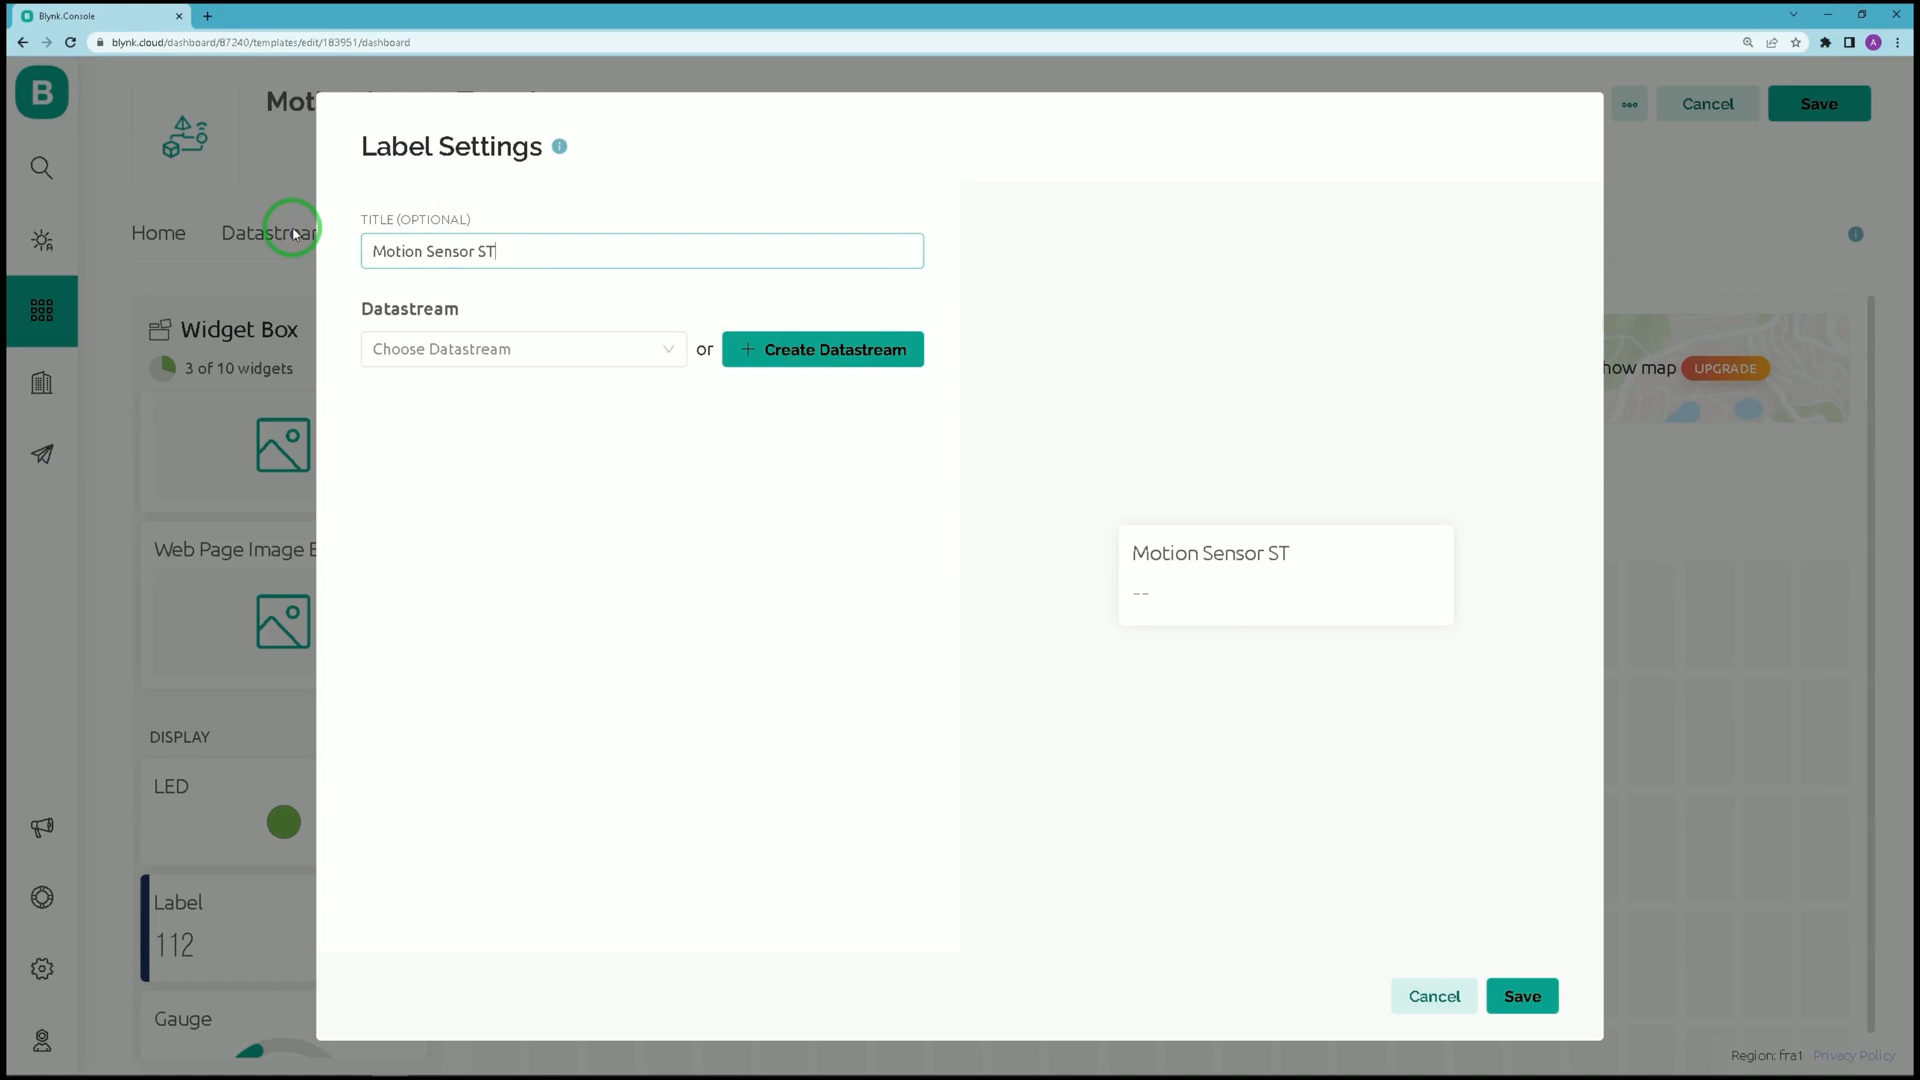 Blynk.Console
blynk.cloud/dashboard/87240/templates/edit/183951/dashboard
A
B
Cancel
Save
Label Settings
TITLE (OPTIONAL)
Home
Motion Sensor ST
Datastream
Choose Datastream
or
+ Create Datastream
Widget Box
3 of 10 widgets
how map
UPGRADE
Web Page Image
Motion Sensor ST
--
DISPLAY
LED
Label
112
Cancel
Save
Gauge
Region: fra1 Privacy Policy